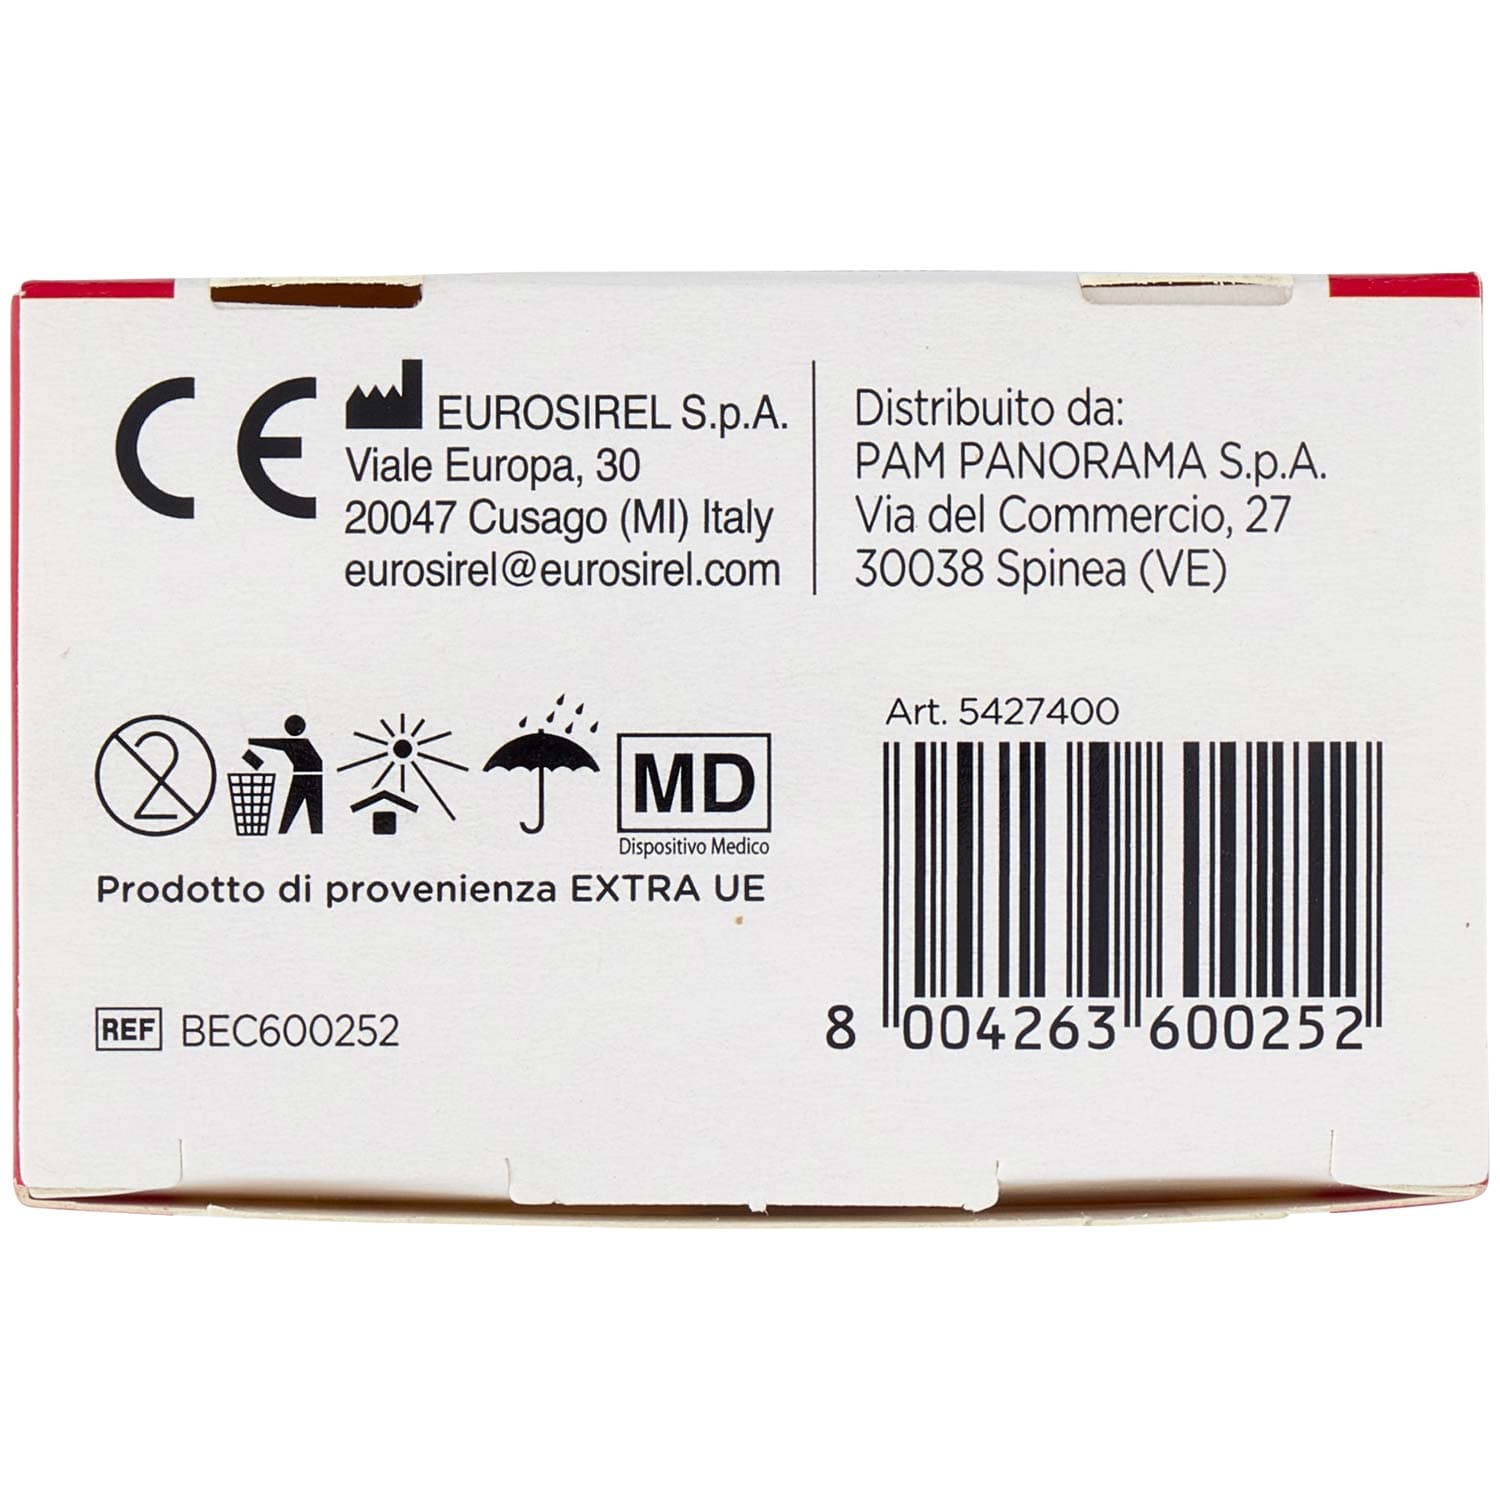 CE
EUROSIREL S.p.A.
Viale Europa, 30
20047 Cusago (MI) Italy
eurosirel@eurosirel.com
Distribuito da:
PAM PANORAMA S.p.A.
Via del Commercio, 27
30038 Spinea (VE)
2
MD
Dispositivo Medico
Prodotto di provenienza EXTRA UE
REF BEC600252
Art. 5427400
8 004263 600252